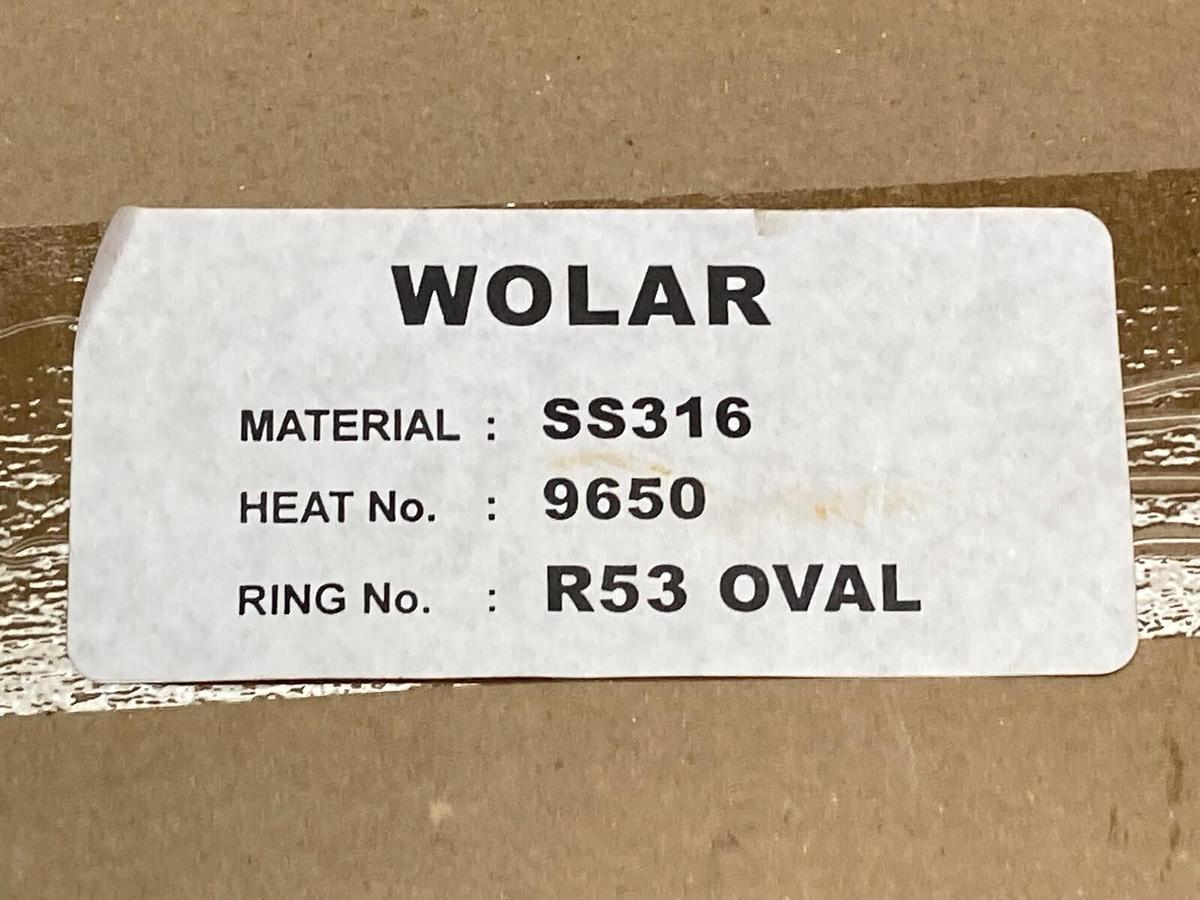 WOLAR
MATERIAL : SS316
HEAT No. : 9650
RING No. : R53 OVAL